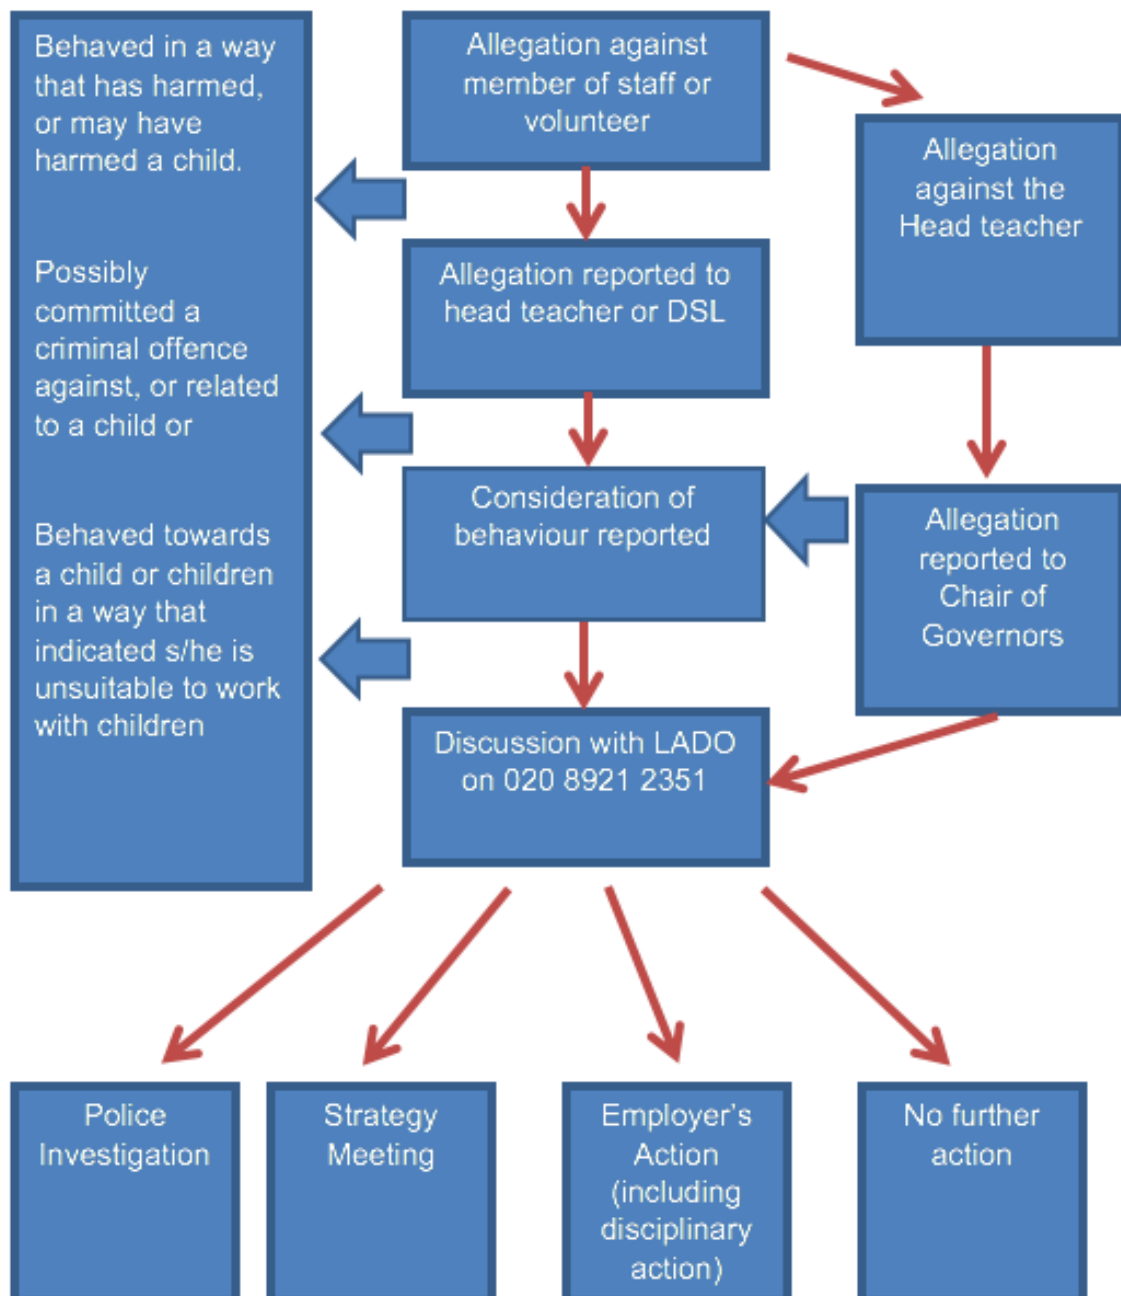 Behaved in a way
that has harmed,
or may have
harmed a child.
Possibly
committed a
criminal offence
against, or related
to a child or
Behaved towards
a child or children
in a way that
indicated s/he is
unsuitable to work
with children
Allegation against
member of staff or
volunteer
Allegation
against the
Head teacher
Allegation reported to
head teacher or DSL
Consideration of
behaviour reported
Allegation
reported to
Chair of
Governors
Discussion with LADO
on 020 8921 2351
Police
Investigation
Strategy
Meeting
Employer’s
Action
(including
disciplinary
action)
No further
action